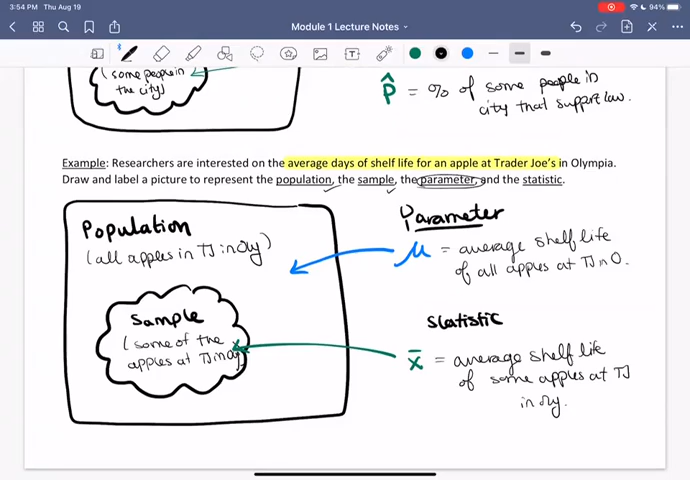 3:54 PM Thu Aug 19
94%
Module 1 Lecture Notes
(some people in
the city)
p̂ = % of some people in
city that support law.
Example: Researchers are interested on the average days of shelf life for an apple at Trader Joe's in Olympia.
Draw and label a picture to represent the population, the sample, the parameter, and the statistic.
Population
(all apples in TJ in Oly)
Parameter
μ = average shelf life
of all apples at TJ in O.
Sample
(some of the
apples at TJ in Oly)
Statistic
x̄ = average shelf life
of some apples at TJ
in Oly.